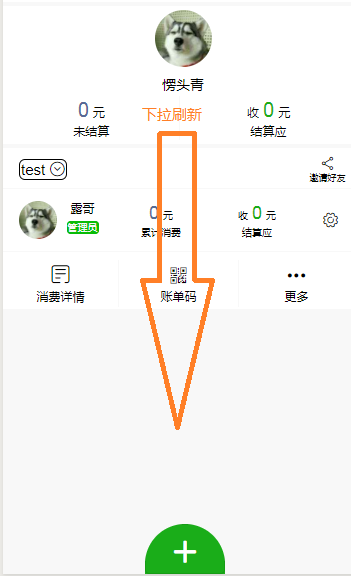 愣头青
0 元
下拉刷新
收 0 元
未结算
结算应
test
邀请好友
露哥
0 元
收 0 元
管理员
累计消费
结算应
消费详情
账单码
更多